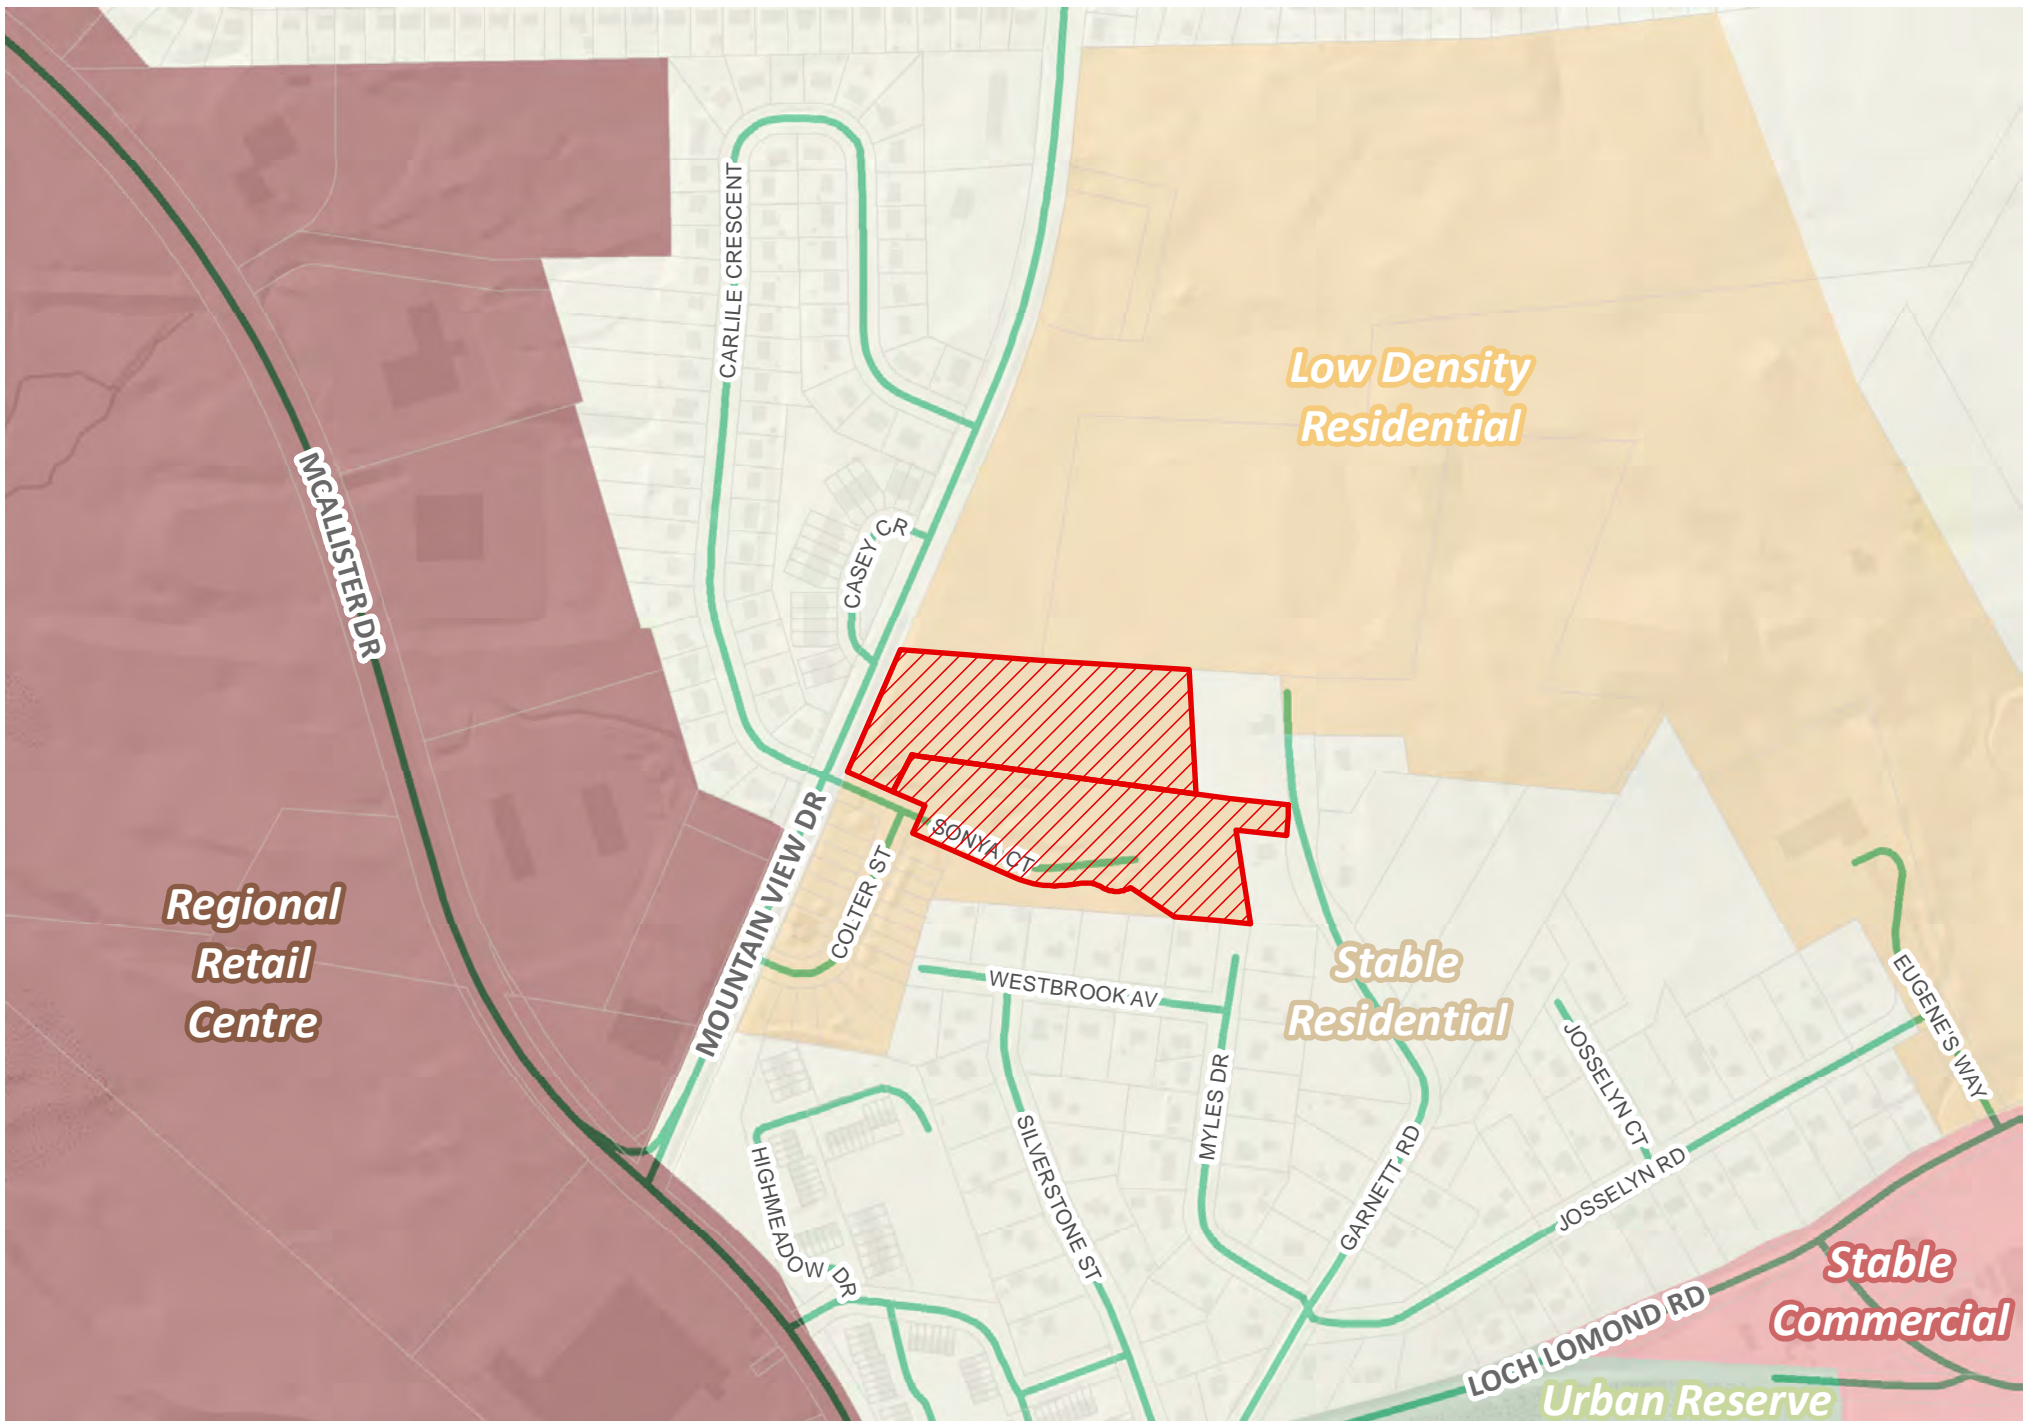 CARLILE CRESCENT
Low Density
Residential
MCALLISTER DR
CASEY CR
MOUNTAIN VIEW DR
SONYA CT
COLTER ST
Regional
Retail
Centre
WESTBROOK AV
Stable
Residential
EUGENE'S WAY
JOSSELYN CT
MYLES DR
SILVERSTONE ST
GARNETT RD
JOSSELYN RD
HIGHMEADOW DR
Stable
Commercial
LOCH LOMOND RD
Urban Reserve